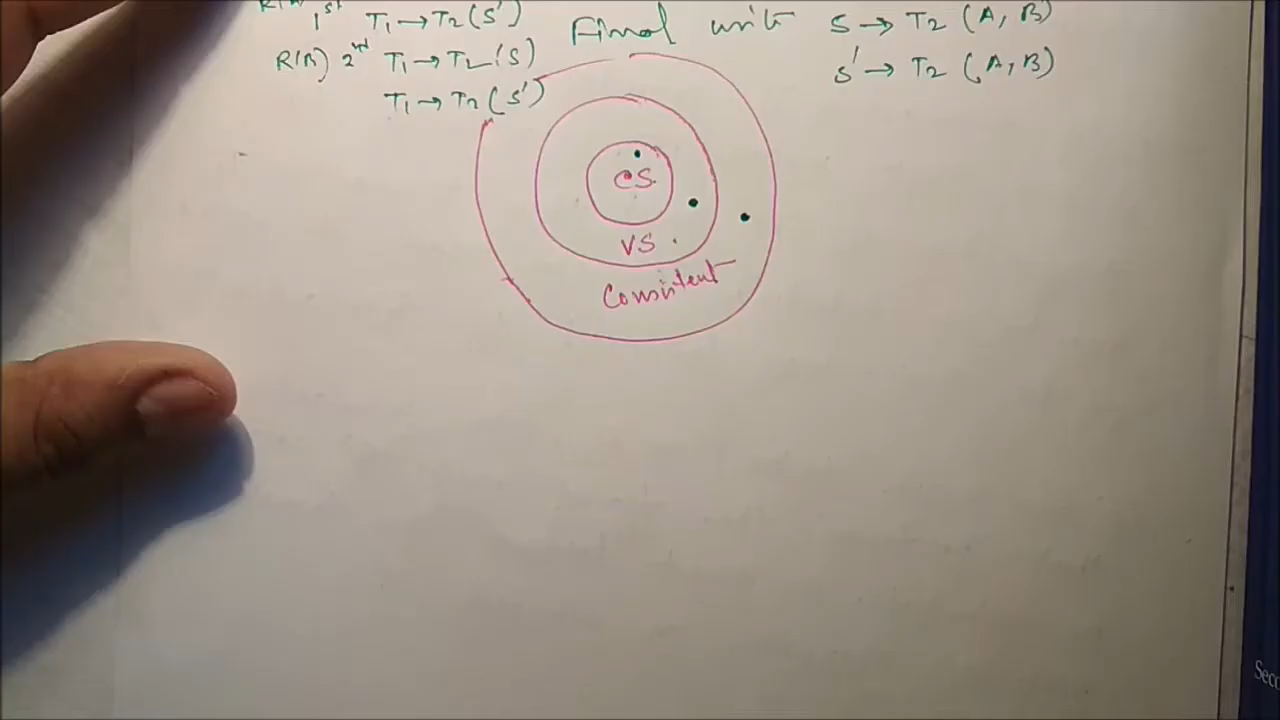 1st T₁→T₂(S')
Final write S→T₂ (A, B)
R(B) 2nd T₁→T₂(S)
S'→T₂ (A, B)
T₁→T₂(S')
CS
VS
Consistent